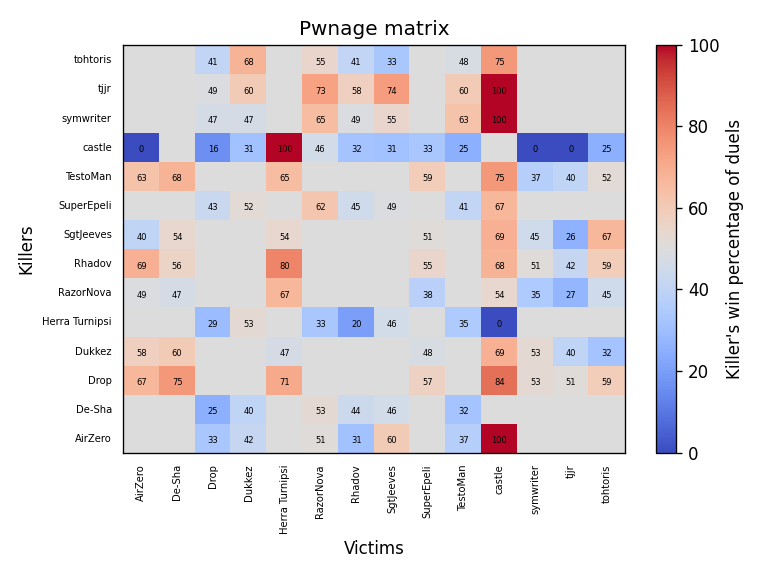 Pwnage matrix
tohtoris 41 68 55 41 33 48 75
tjjr 49 60 73 58 74 60 100
symwriter 47 47 65 49 55 63 100
castle 0 16 31 100 46 32 31 33 25 0 0 25
TestoMan 63 68 65 59 75 37 40 52
SuperEpeli 43 52 62 45 49 41 67
SgtJeeves 40 54 54 51 69 45 26 67
Rhadov 69 56 80 55 68 51 42 59
RazorNova 49 47 67 38 54 35 27 45
Herra Turnipsi 29 53 33 20 46 35 0
Dukkez 58 60 47 48 69 53 40 32
Drop 67 75 71 57 84 53 51 59
De-Sha 25 40 53 44 46 32
AirZero 33 42 51 31 60 37 100
AirZero De-Sha Drop Dukkez Herra Turnipsi RazorNova Rhadov SgtJeeves SuperEpeli TestoMan castle symwriter tjjr tohtoris
Victims
Killers
100
80
60
40
20
0
Killer's win percentage of duels